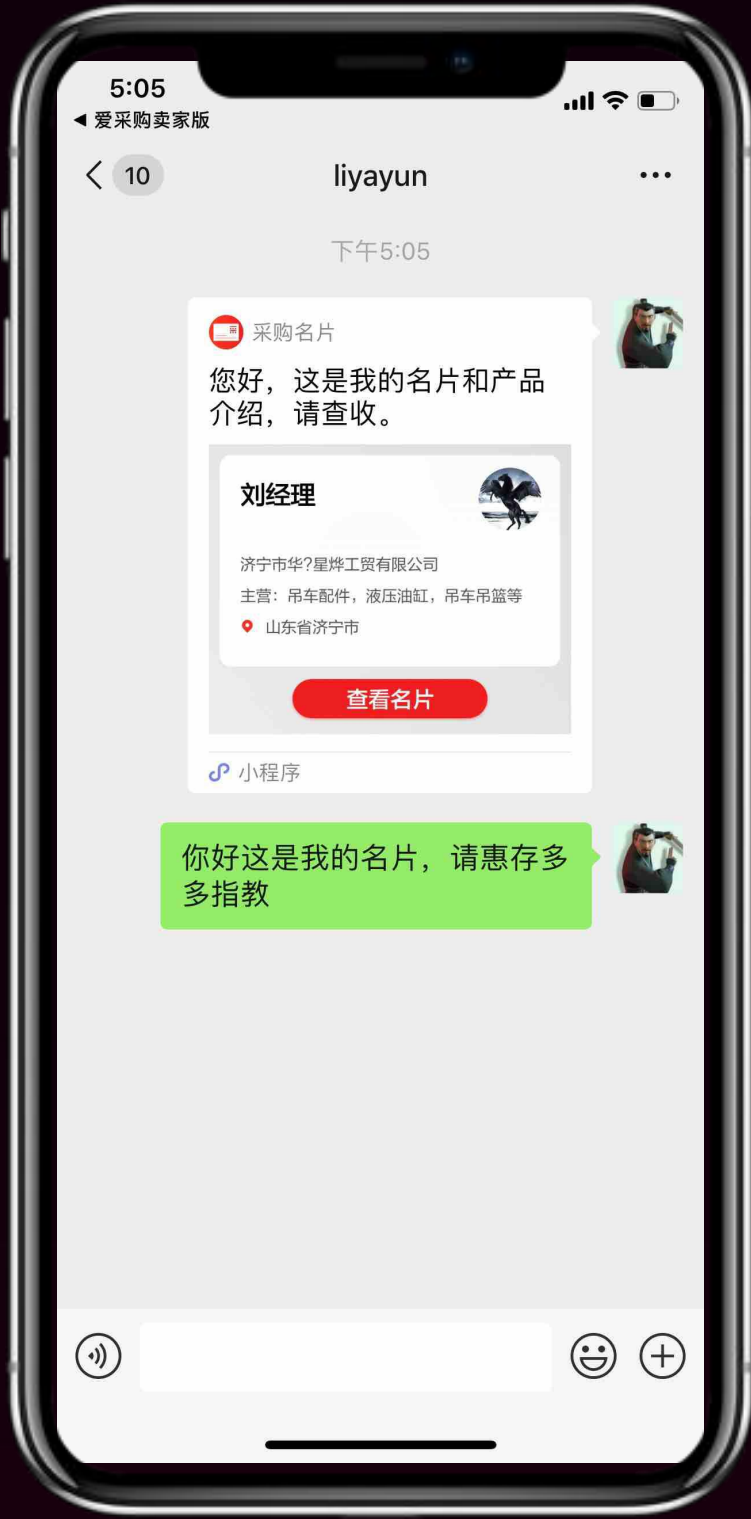 5:05
◀ 爱采购卖家版
10
liyayun
下午5:05
采购名片
您好，这是我的名片和产品
介绍，请查收。
刘经理
济宁市华?星烨工贸有限公司
主营：吊车配件，液压油缸，吊车吊篮等
山东省济宁市
查看名片
小程序
你好这是我的名片，请惠存多
多指教